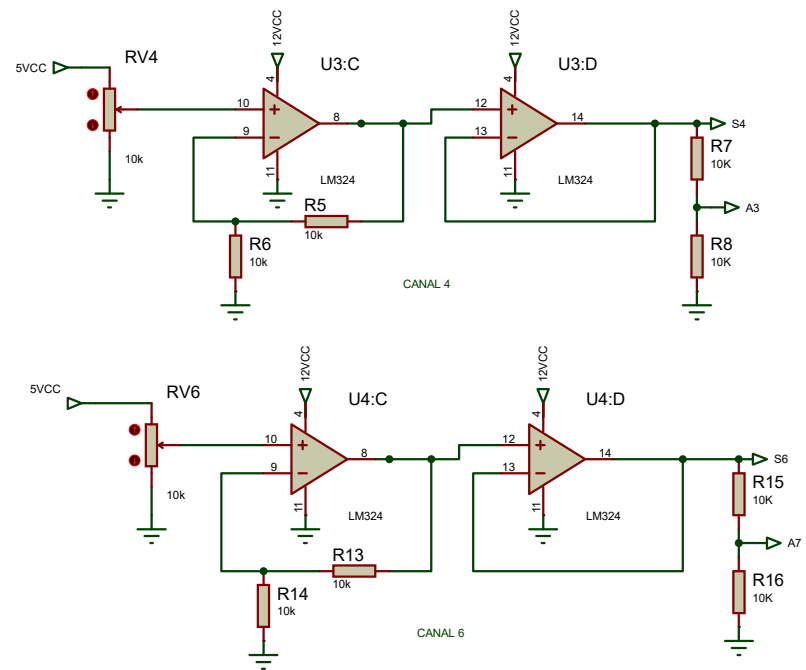 12VCC
12VCC
5VCC
RV4
U3:C
U3:D
4
4
10
+
8
12
+
14
S4
9
−
13
−
R7
10K
10k
11
LM324
11
LM324
A3
R5
10k
R6
10k
R8
10K
CANAL 4
12VCC
12VCC
5VCC
RV6
U4:C
U4:D
4
4
10
+
8
12
+
14
S6
9
−
13
−
R15
10K
10k
11
LM324
11
LM324
A7
R13
10k
R14
10k
R16
10K
CANAL 6